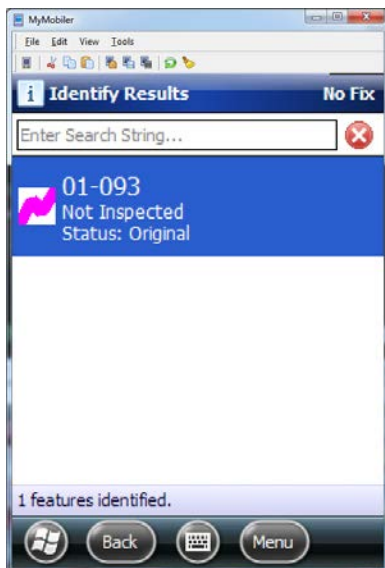 MyMobiler
File Edit View Tools
i Identify Results No Fix
Enter Search String...
01-093
Not Inspected
Status: Original
1 features identified.
Back Menu